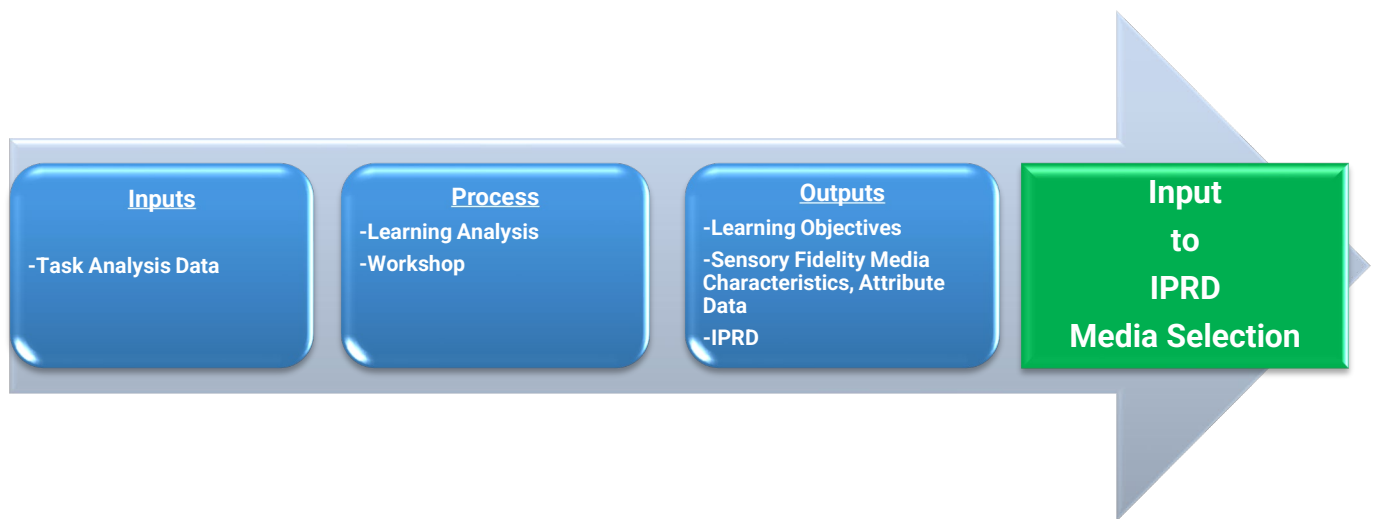 Inputs
-Task Analysis Data
Process
-Learning Analysis
-Workshop
Outputs
-Learning Objectives
-Sensory Fidelity Media
Characteristics, Attribute
Data
-IPRD
Input
to
IPRD
Media Selection